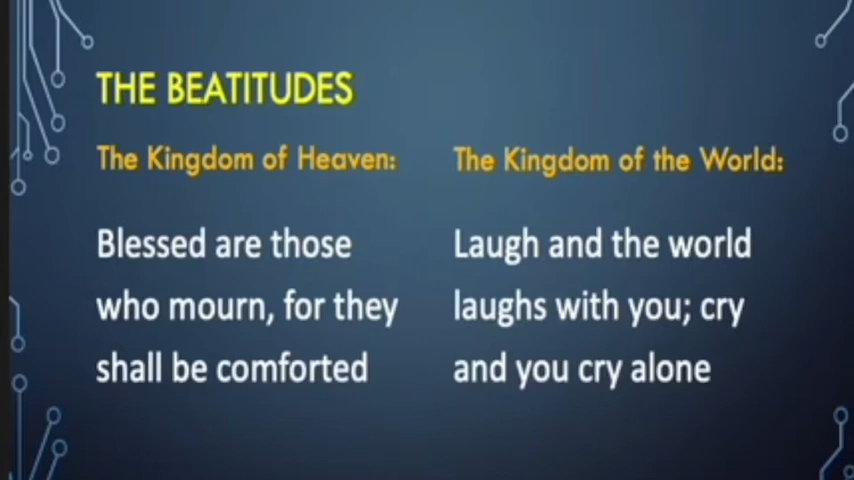 THE BEATITUDES
The Kingdom of Heaven:
Blessed are those
who mourn, for they
shall be comforted
The Kingdom of the World:
Laugh and the world
laughs with you; cry
and you cry alone